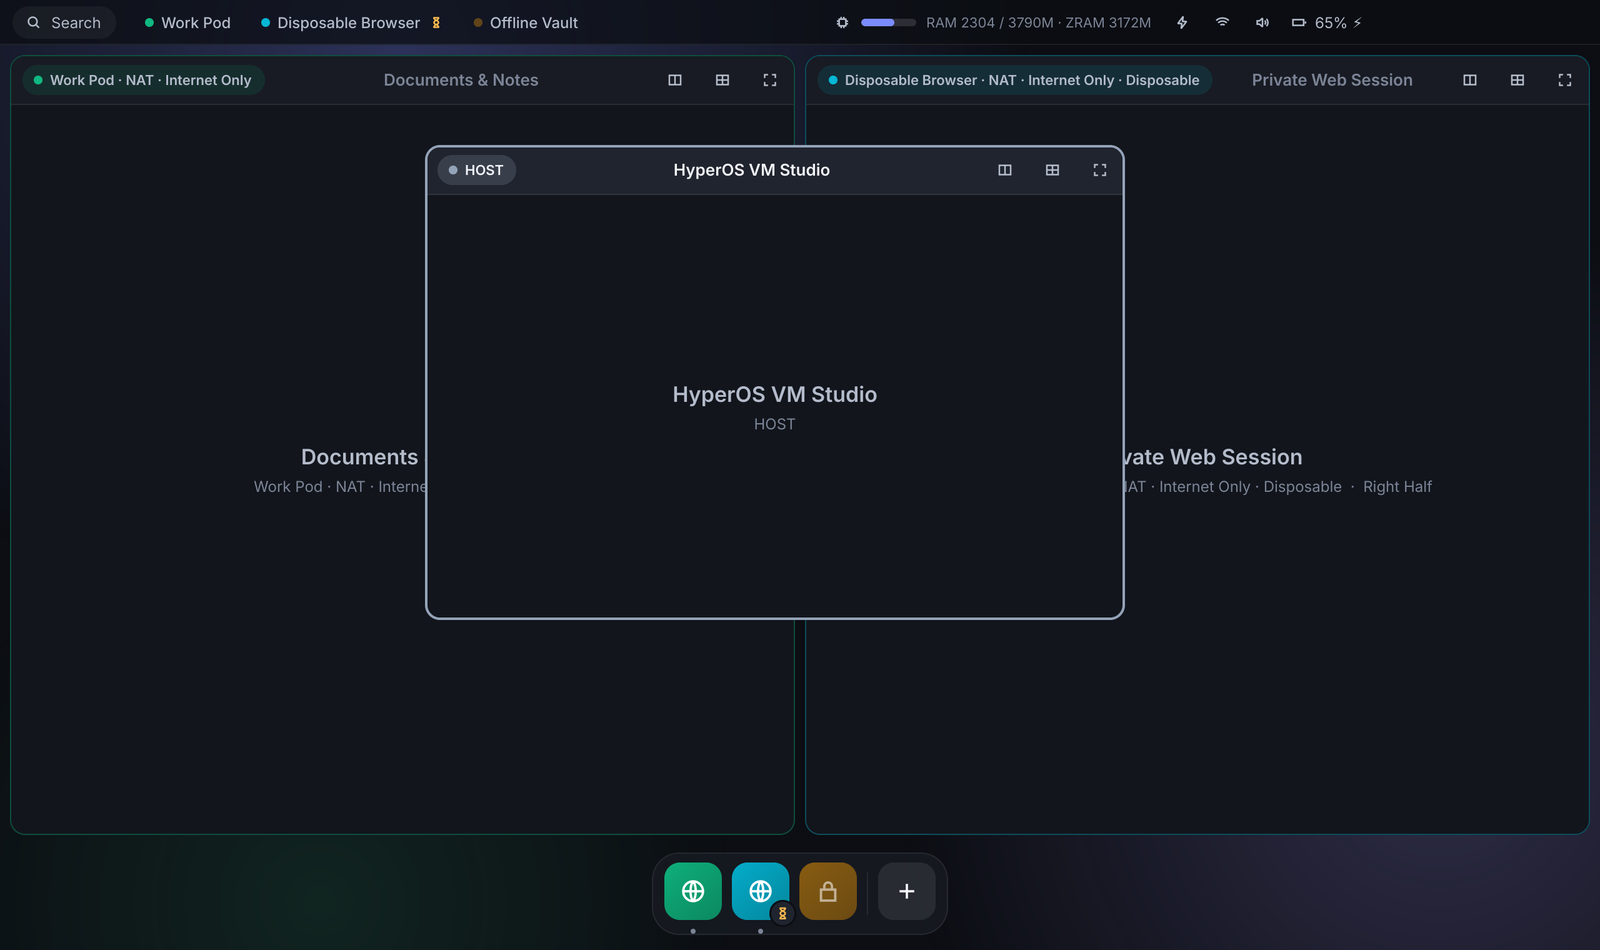 Search
Work Pod
Disposable Browser
Offline Vault
RAM 2304 / 3790M · ZRAM 3172M
65%
Work Pod · NAT · Internet Only
Documents & Notes
Disposable Browser · NAT · Internet Only · Disposable
Private Web Session
HOST
HyperOS VM Studio
HyperOS VM Studio
HOST
Documents
Work Pod · NAT · Interne
vate Web Session
AT · Internet Only · Disposable · Right Half